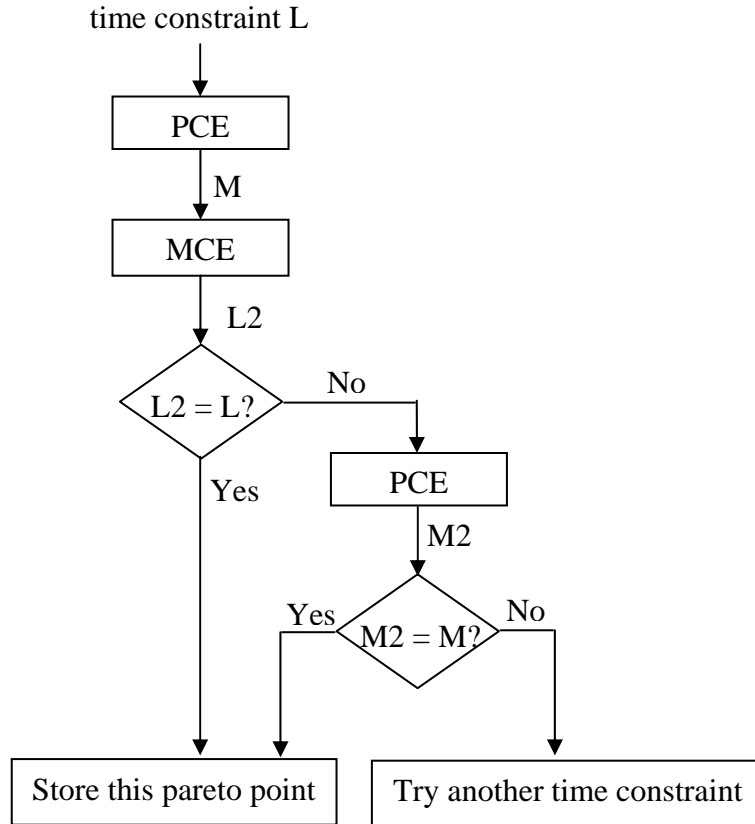 time constraint L
PCE
M
MCE
L2
L2 = L?
No
Yes
PCE
M2
M2 = M?
Yes
No
Store this pareto point
Try another time constraint